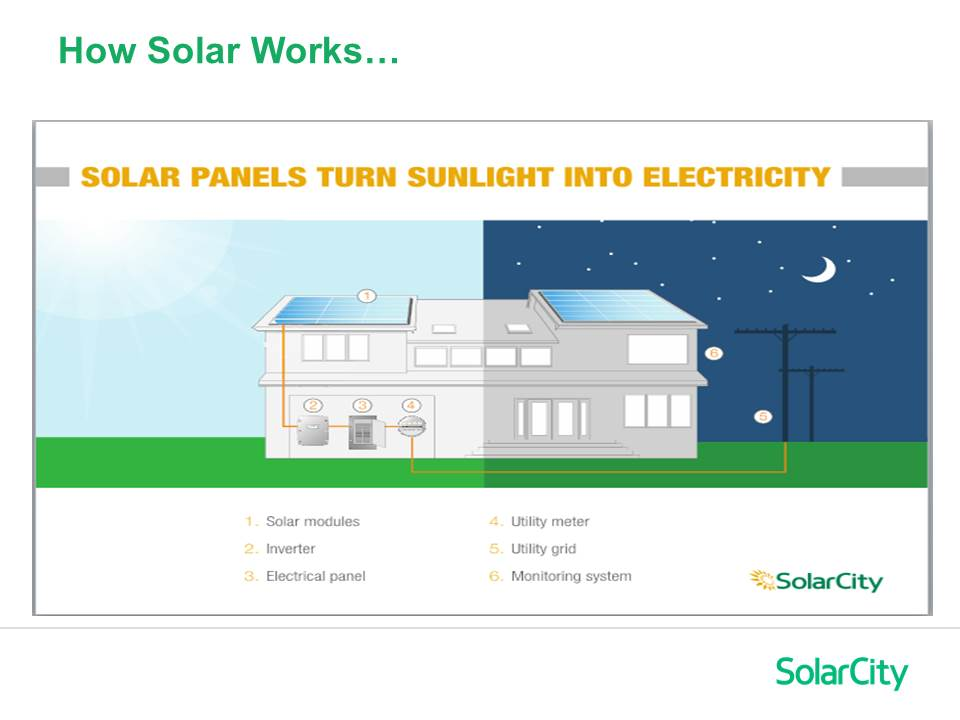 How Solar Works…
SOLAR PANELS TURN SUNLIGHT INTO ELECTRICITY
1
6
2 3 4
5
1. Solar modules
2. Inverter
3. Electrical panel
4. Utility meter
5. Utility grid
6. Monitoring system
SolarCity
SolarCity